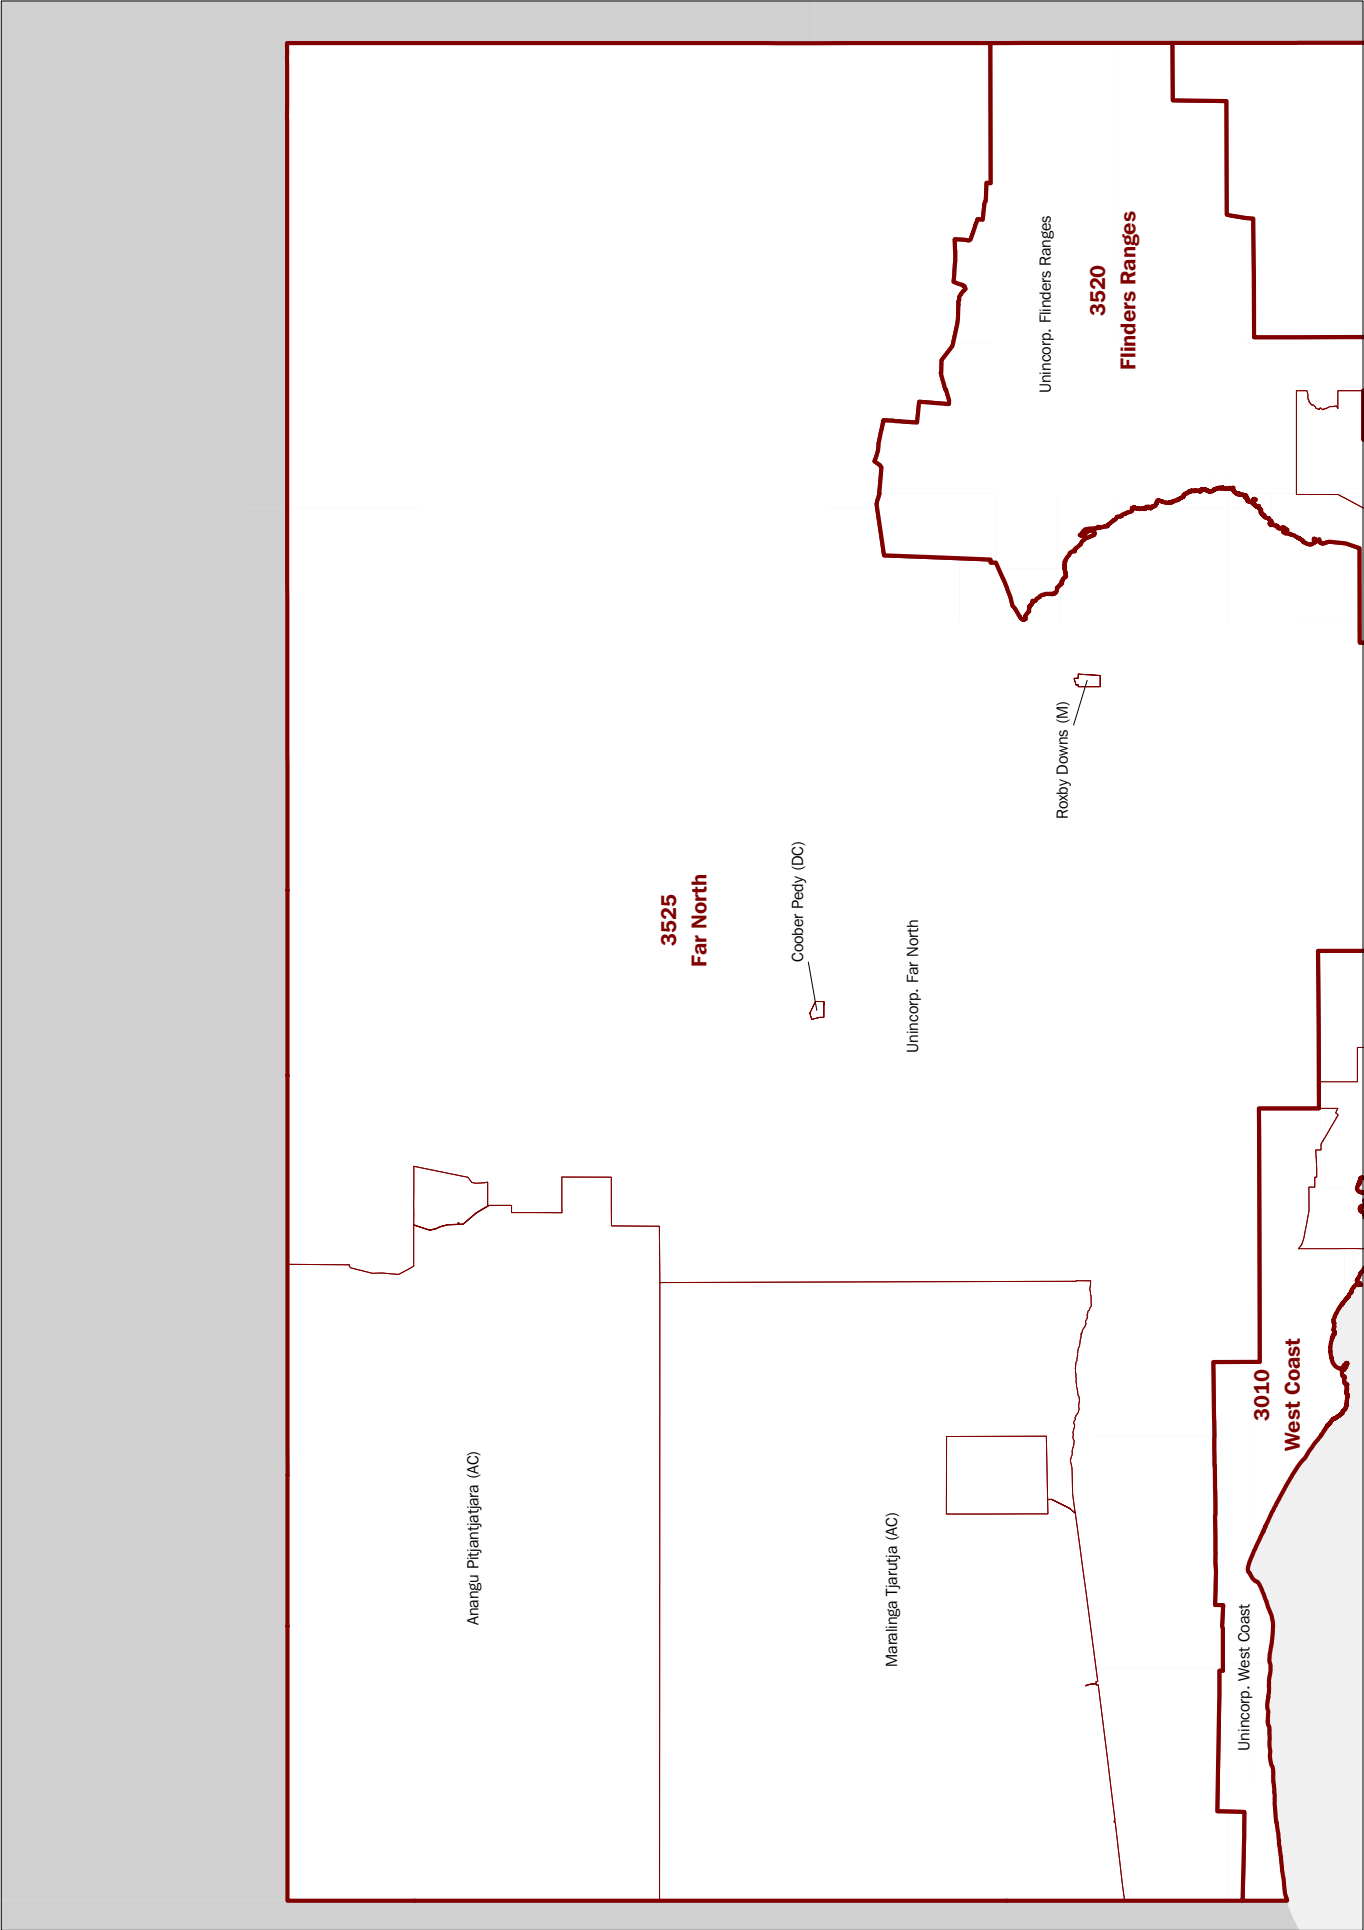 Unincorp. Flinders Ranges
3520
Flinders Ranges
Roxby Downs (M)
3525
Far North
Coober Pedy (DC)
Unincorp. Far North
Anangu Pitjantjatjara (AC)
Maralinga Tjarutja (AC)
3010
West Coast
Unincorp. West Coast